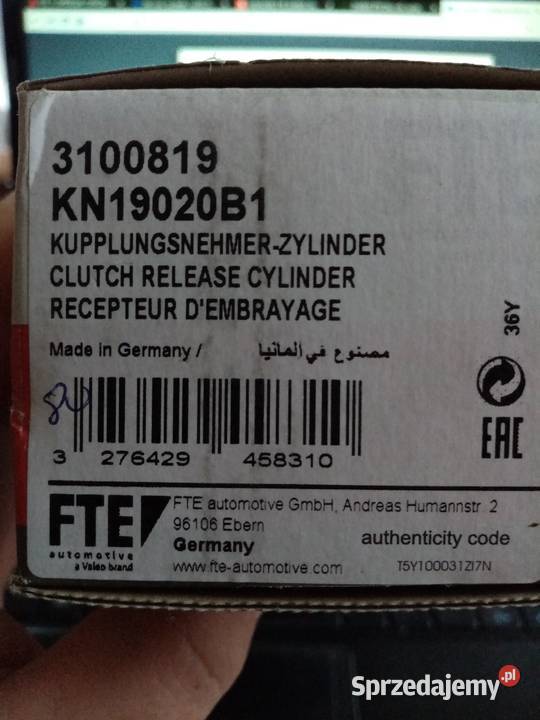 3100819
KN19020B1
KUPPLUNGSNEHMER-ZYLINDER
CLUTCH RELEASE CYLINDER
RECEPTEUR D'EMBRAYAGE
Made in Germany / مصنوع في المانيا
36Y
84
3 276429 458310
EAC
FTE
automotive
a Valeo brand
FTE automotive GmbH, Andreas Humannstr. 2
96106 Ebern
Germany
www.fte-automotive.com
authenticity code
T5Y100031ZI7N
Sprzedajemy.pl